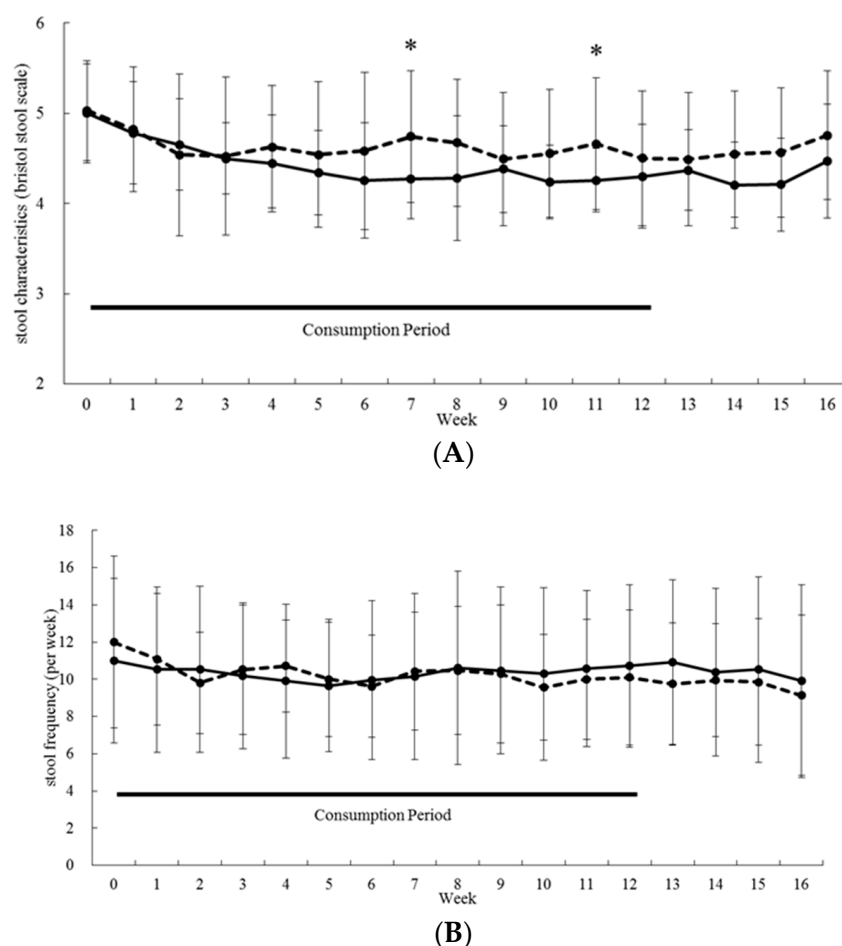 stool characteristics (bristol stool scale)
6
5
4
3
2
* *
Consumption Period
0 1 2 3 4 5 6 7 8 9 10 11 12 13 14 15 16
Week
(A)
stool frequency (per week)
18
16
14
12
10
8
6
4
2
0
Consumption Period
0 1 2 3 4 5 6 7 8 9 10 11 12 13 14 15 16
Week
(B)